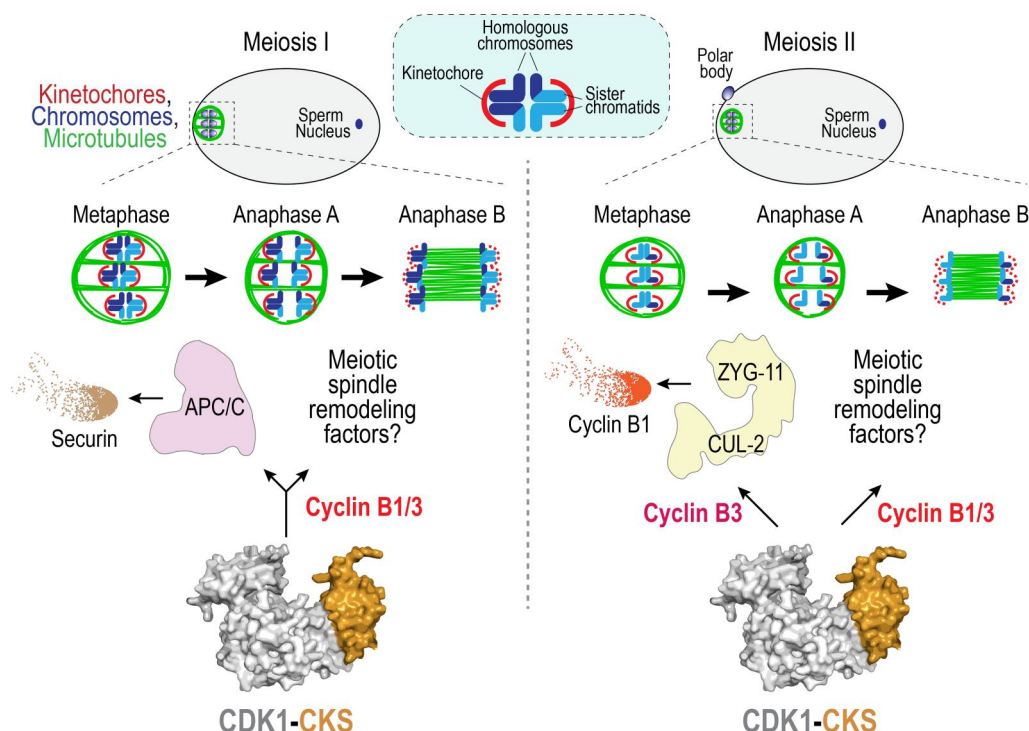 Meiosis I
Kinetochores,
Chromosomes,
Microtubules
Sperm
Nucleus
Homologous
chromosomes
Kinetochore
Sister
chromatids
Meiosis II
Polar
body
Sperm
Nucleus
Metaphase
Anaphase A
Anaphase B
Securin
APC/C
Meiotic
spindle
remodeling
factors?
Cyclin B1/3
CDK1-CKS
Metaphase
Anaphase A
Anaphase B
Cyclin B1
ZYG-11
CUL-2
Meiotic
spindle
remodeling
factors?
Cyclin B3
Cyclin B1/3
CDK1-CKS